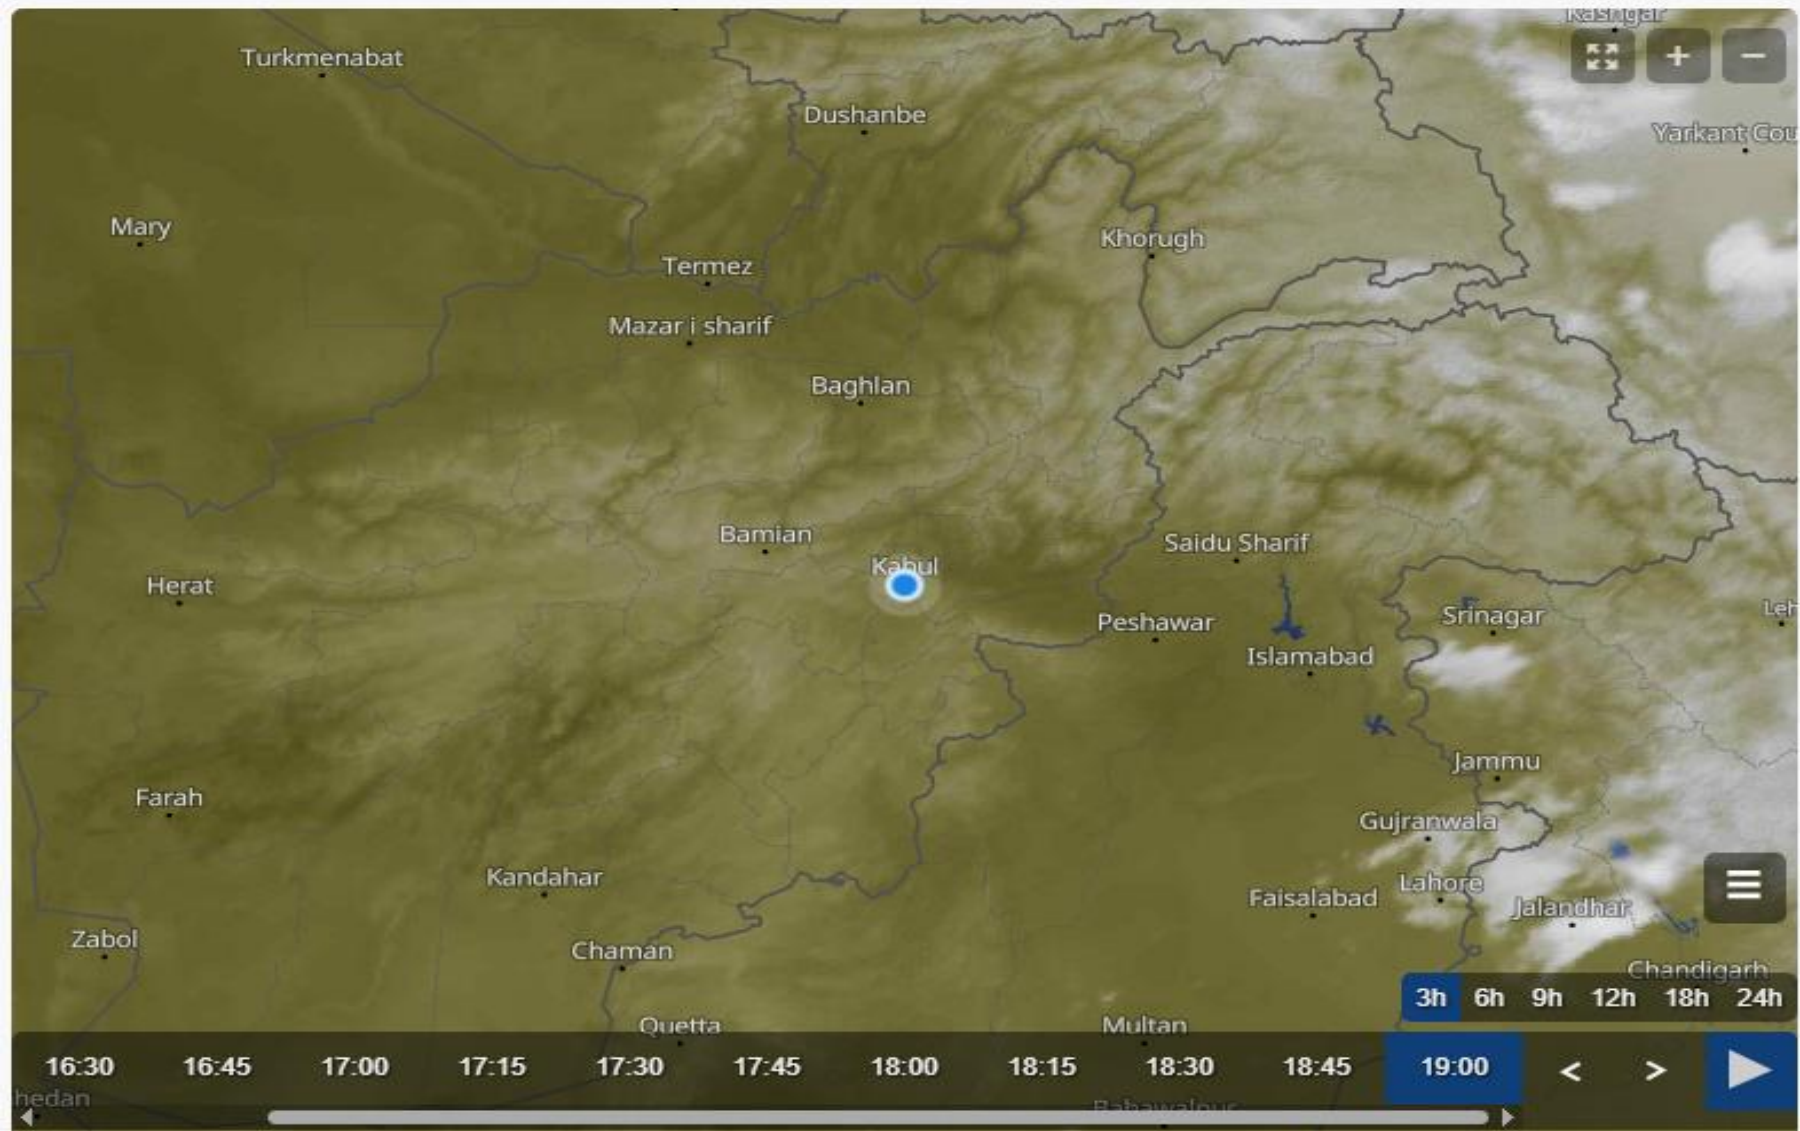 Kashgar
Turkmenabat
Dushanbe
Yarkant Cou
Mary
Khorugh
Termez
Mazar i sharif
Baghlan
Bamian
Saidu Sharif
Kabul
Herat
Srinagar
Leh
Peshawar
Islamabad
Jammu
Farah
Gujranwala
Kandahar
Lahore
Faisalabad
Jalandhar
Zabol
Chaman
Chandigarh
3h 6h 9h 12h 18h 24h
Quetta
Multan
16:30 16:45 17:00 17:15 17:30 17:45 18:00 18:15 18:30 18:45 19:00 < >
hedan
Bahawalpur